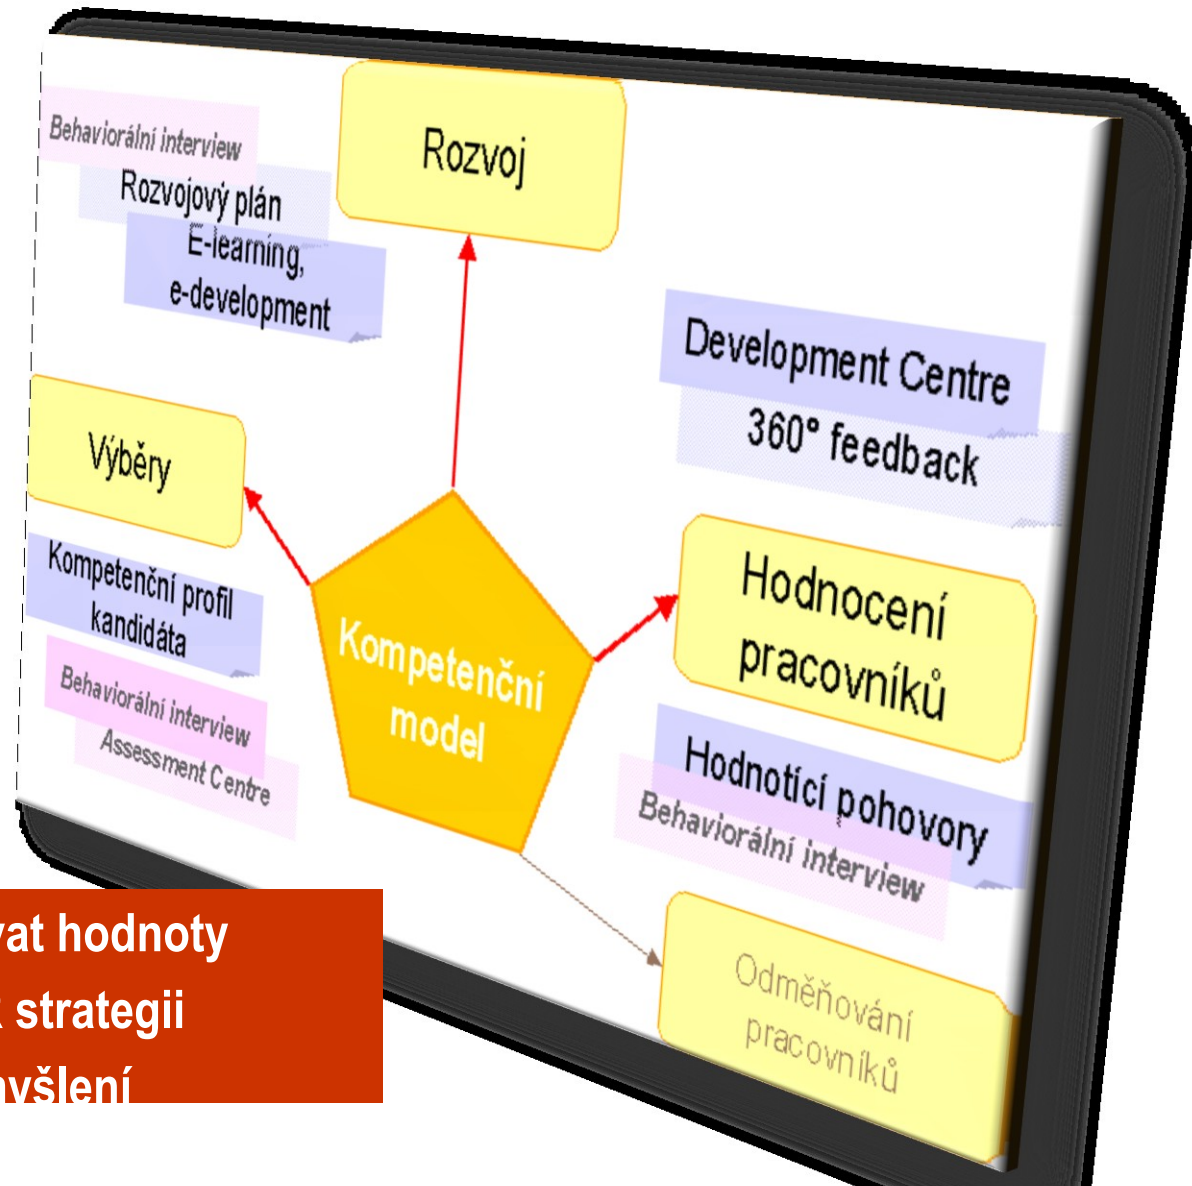 Rozvoj
Behaviorální interview
Rozvojový plán
E-learning,
e-development
Development Centre
360° feedback
Výběry
Kompetenční profil
kandidáta
Behaviorální interview
Assessment Centre
Kompetenční
model
Hodnocení
pracovníků
Hodnotící pohovory
Behaviorální interview
Odměňování
pracovníků
hodnoty
strategii